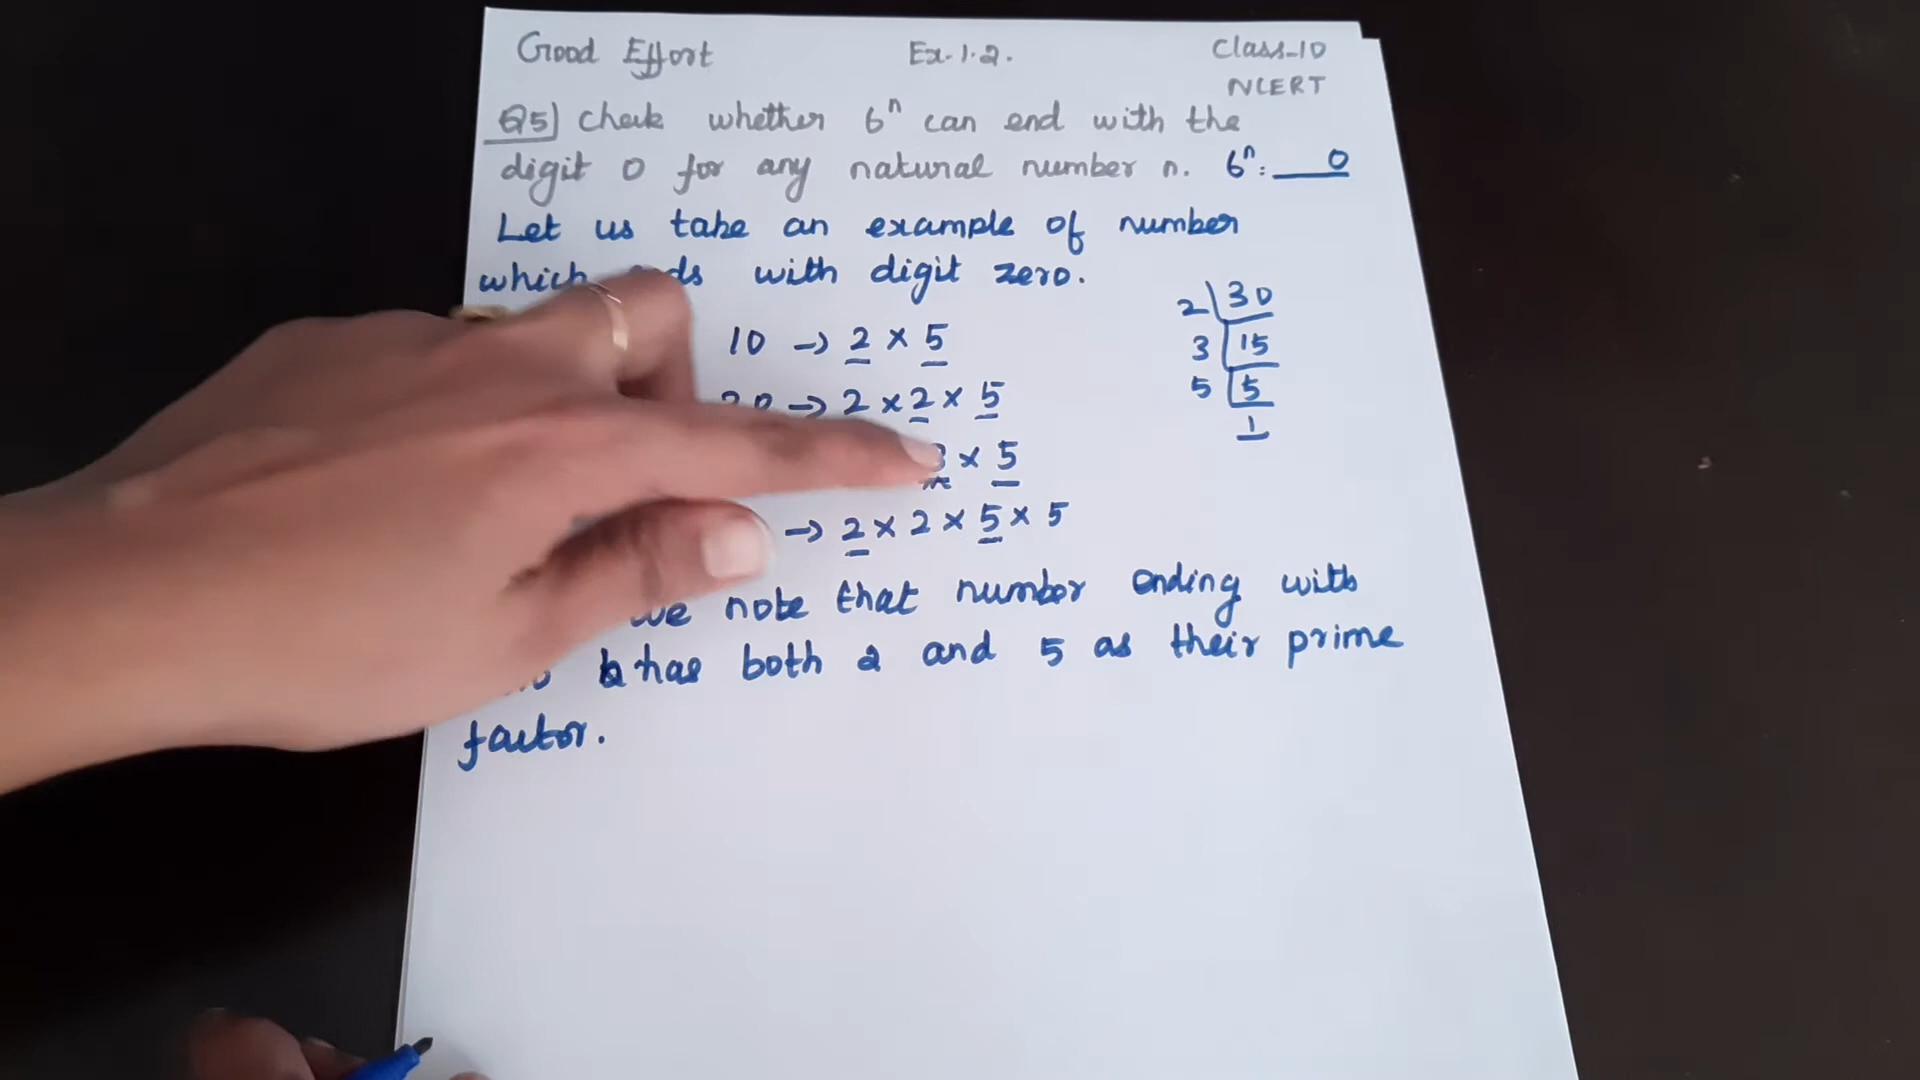 Good Effort Ex.1.2. Class-10
NCERT
Q5) Check whether 6ⁿ can end with the
digit 0 for any natural number n. 6ⁿ: 0
Let us take an example of number
which with digit zero.
10 → 2 × 5
→ 2 × 2 × 5
× 5
→ 2 × 2 × 5 × 5
we note that number ending with
has both 2 and 5 as their prime
factor.
2 30
3 15
5 5
1